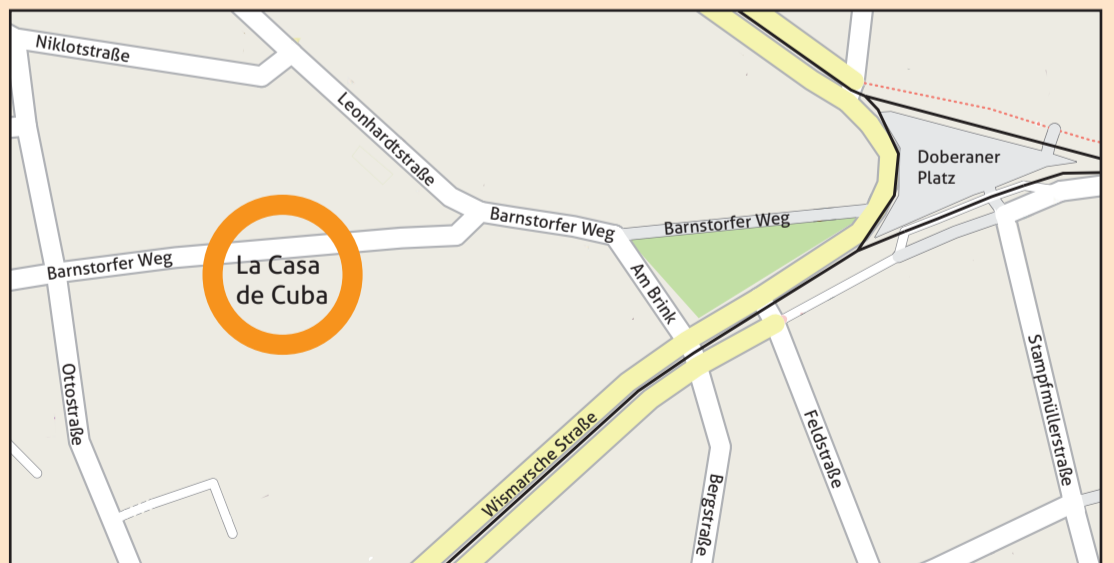 Niklotstraße
Leonhardtstraße
Doberaner
Platz
Barnstorfer Weg
Barnstorfer Weg
Barnstorfer Weg
La Casa
de Cuba
Am Brink
Ottostraße
Wismarsche Straße
Feldstraße
Stampfmüllerstraße
Bergstraße